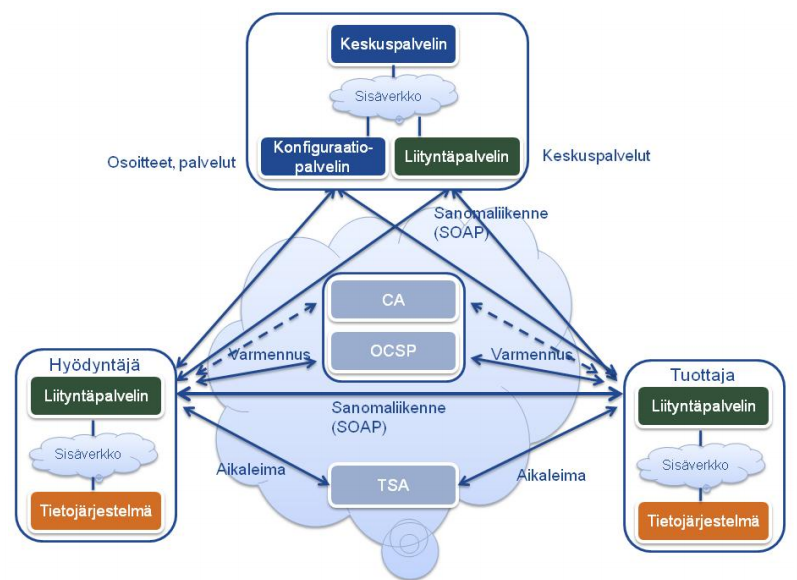 Keskuspalvelin
Sisäverkko
Konfiguraatio-
palvelin
Liityntäpalvelin
Osoitteet, palvelut
Keskuspalvelut
Sanomaliikenne
(SOAP)
CA
OCSP
Varmennus
Varmennus
Hyödyntäjä
Liityntäpalvelin
Sisäverkko
Tietojärjestelmä
Sanomaliikenne
(SOAP)
Aikaleima
TSA
Aikaleima
Tuottaja
Liityntäpalvelin
Sisäverkko
Tietojärjestelmä